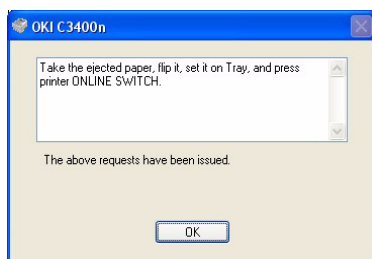 OKI C3400n
Take the ejected paper, flip it, set it on Tray, and press
printer ONLINE SWITCH.
The above requests have been issued.
OK